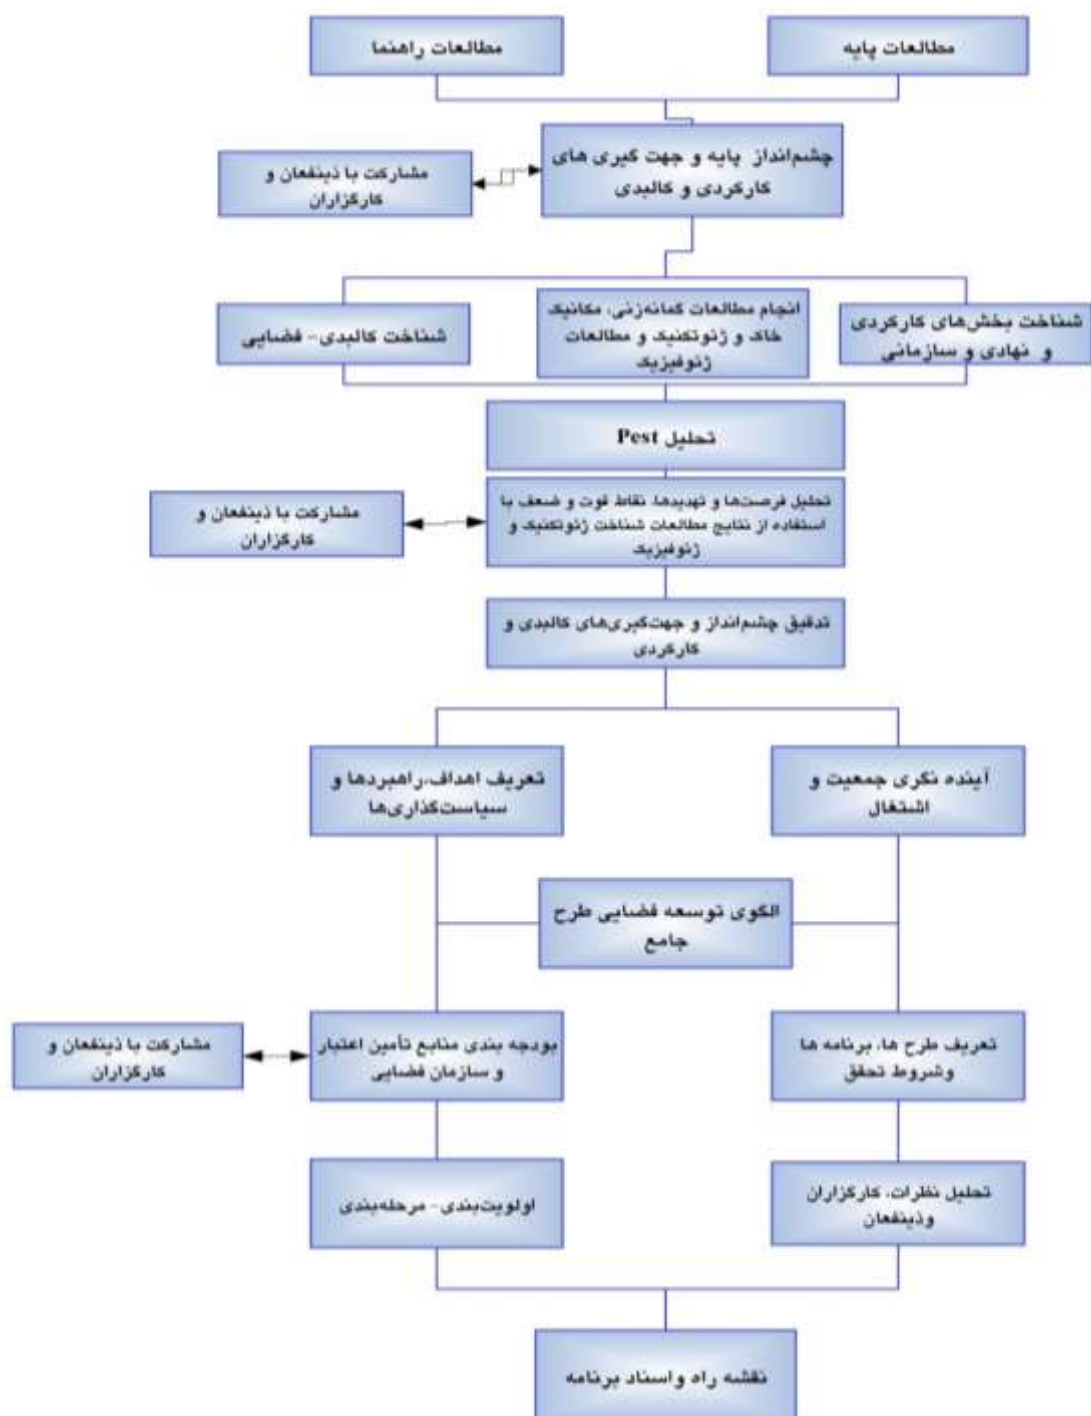 مطالعات پایه
مطالعات راهنما
چشم‌انداز پایه و جهت گیری های
کارکردی و کالبدی
مشارکت با ذینفعان و
کارگزاران
شناخت بخش‌های کارکردی
و نهادی و سازمانی
انجام مطالعات گمانه‌زنی، مکانیک
خاک و ژئوتکنیک و مطالعات
ژئوفیزیک
شناخت کالبدی- فضایی
تحلیل Pest
تحلیل فرصت‌ها و تهدیدها، نقاط قوت و ضعف با
استفاده از نتایج مطالعات شناخت ژئوتکنیک و
ژئوفیزیک
مشارکت با ذینفعان و
کارگزاران
تدقیق چشم‌انداز و جهت‌گیری‌های کالبدی و
کارکردی
آینده نگری جمعیت و
اشتغال
تعریف اهداف،راهبردها و
سیاست‌گذاری‌ها
الگوی توسعه فضایی طرح
جامع
تعریف طرح ها، برنامه ها
وشروط تحقق
بودجه بندی منابع تأمین اعتبار
و سازمان فضایی
مشارکت با ذینفعان و
کارگزاران
تحلیل نظرات، کارگزاران
وذینفعان
اولویت‌بندی- مرحله‌بندی
نقشه راه واسناد برنامه